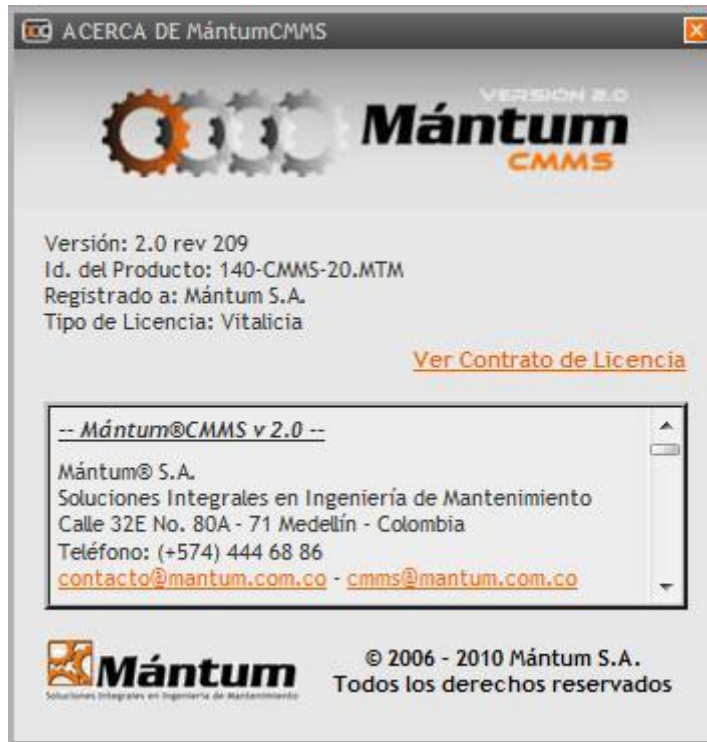 ACERCA DE MántumCMMS
VERSION 2.0
Mántum
CMMS
Versión: 2.0 rev 209
Id. del Producto: 140-CMMS-20.MTM
Registrado a: Mántum S.A.
Tipo de Licencia: Vitalicia
Ver Contrato de Licencia
-- Mántum®CMMS v 2.0 --
Mántum® S.A.
Soluciones Integrales en Ingeniería de Mantenimiento
Calle 32E No. 80A - 71 Medellín - Colombia
Teléfono: (+574) 444 68 86
contacto@mantum.com.co - cmms@mantum.com.co
Mántum
Soluciones Integrales en Ingeniería de Mantenimiento
© 2006 - 2010 Mántum S.A.
Todos los derechos reservados